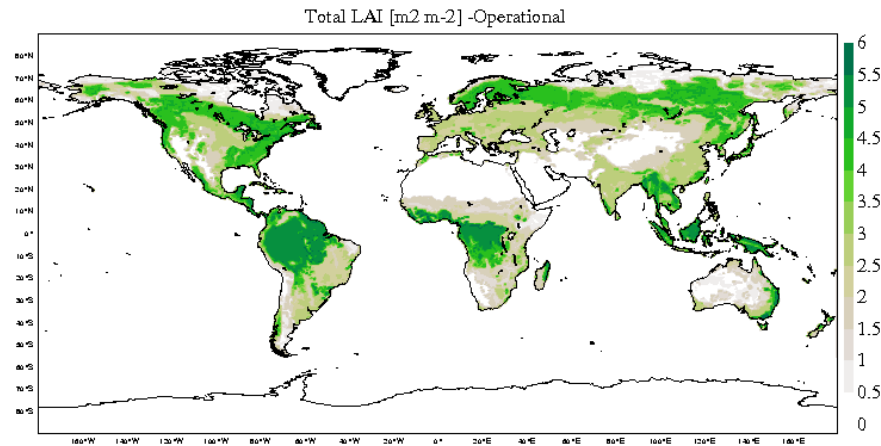 Total LAI [m2 m-2] -Operational
80°N
70°N
60°N
50°N
40°N
30°N
20°N
10°N
0°
10°S
20°S
30°S
40°S
50°S
60°S
70°S
80°S
160°W 140°W 120°W 100°W 80°W 60°W 40°W 20°W 0° 20°E 40°E 60°E 80°E 100°E 120°E 140°E 160°E
6
5.5
5
4.5
4
3.5
3
2.5
2
1.5
1
0.5
0